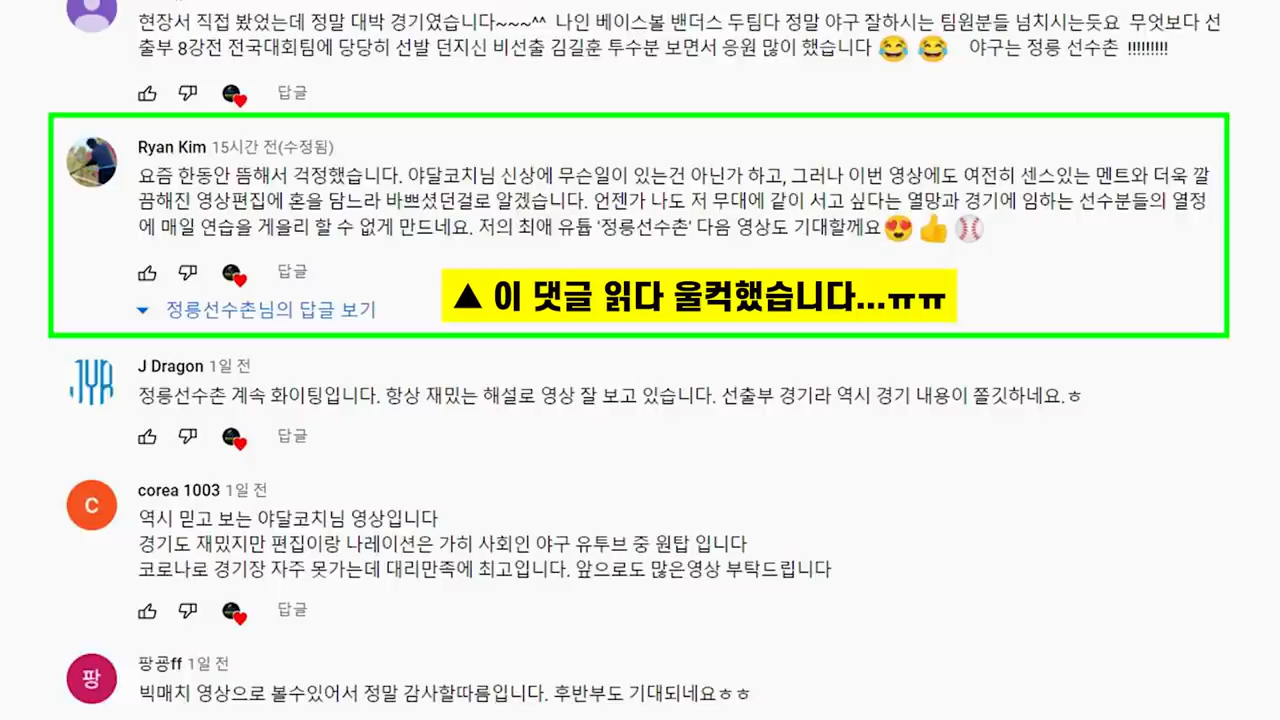 현장서 직접 봤었는데 정말 대박 경기였습니다~~~^^ 나인 베이스볼 밴더스 두팀다 정말 야구 잘하시는 팀원분들 넘치시는듯요 무엇보다 선
출부 8강전 전국대회팀에 당당히 선발 던지신 비선출 김길훈 투수분 보면서 응원 많이 했습니다 😂 😂 야구는 정릉 선수촌 !!!!!!!!!
답글
Ryan Kim 15시간 전(수정됨)
요즘 한동안 뜸해서 걱정했습니다. 야달코치님 신상에 무슨일이 있는건 아닌가 하고, 그러나 이번 영상에도 여전히 센스있는 멘트와 더욱 깔
끔해진 영상편집에 혼을 담느라 바쁘셨던걸로 알겠습니다. 언젠가 나도 저 무대에 같이 서고 싶다는 열망과 경기에 임하는 선수분들의 열정
에 매일 연습을 게을리 할 수 없게 만드네요. 저의 최애 유튭 '정릉선수촌' 다음 영상도 기대할께요😍 👍 ⚾
답글
정릉선수촌님의 답글 보기
▲ 이 댓글 읽다 울컥했습니다...ㅠㅠ
J Dragon 1일 전
정릉선수촌 계속 화이팅입니다. 항상 재밌는 해설로 영상 잘 보고 있습니다. 선출부 경기라 역시 경기 내용이 쫄깃하네요.ㅎ
답글
C
corea 1003 1일 전
역시 믿고 보는 야달코치님 영상입니다
경기도 재밌지만 편집이랑 나레이션은 가히 사회인 야구 유투브 중 원탑 입니다
코로나로 경기장 자주 못가는데 대리만족에 최고입니다. 앞으로도 많은영상 부탁드립니다
답글
팡
팡굥ff 1일 전
빅매치 영상으로 볼수있어서 정말 감사할따름입니다. 후반부도 기대되네요ㅎㅎ